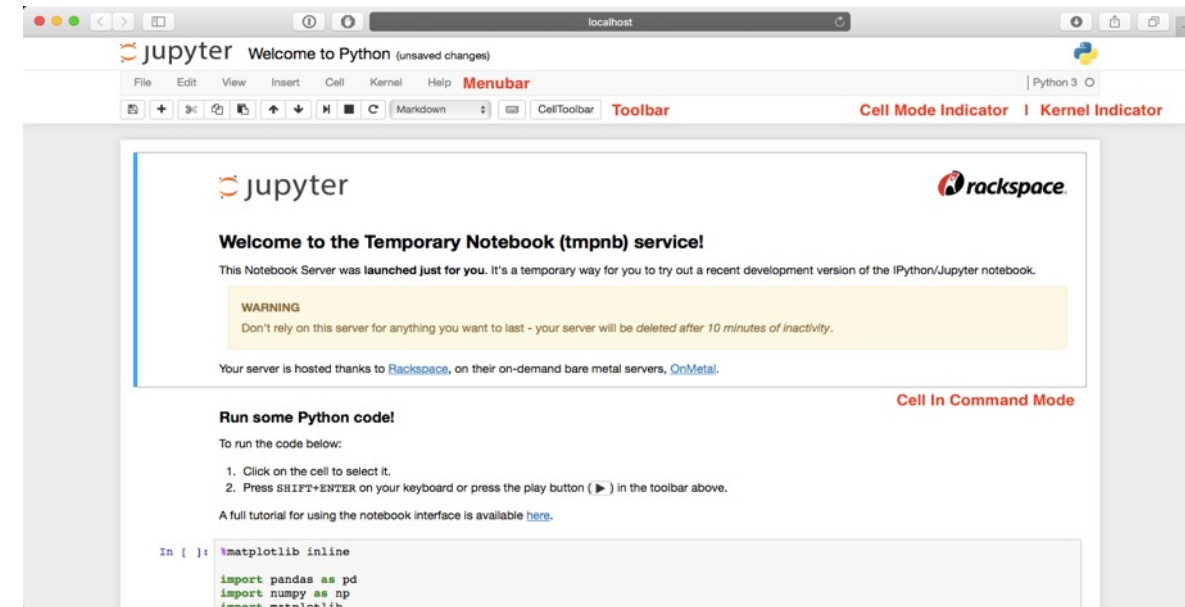 localhost
jupyter Welcome to Python (unsaved changes)
File Edit View Insert Cell Kernel Help Menubar Python 3
Markdown CellToolbar Toolbar Cell Mode Indicator | Kernel Indicator
jupyter rackspace.
Welcome to the Temporary Notebook (tmpnb) service!
This Notebook Server was launched just for you. It's a temporary way for you to try out a recent development version of the IPython/Jupyter notebook.
WARNING
Don't rely on this server for anything you want to last - your server will be deleted after 10 minutes of inactivity.
Your server is hosted thanks to Rackspace, on their on-demand bare metal servers, OnMetal.
Cell In Command Mode
Run some Python code!
To run the code below:
1. Click on the cell to select it.
2. Press SHIFT+ENTER on your keyboard or press the play button (▶) in the toolbar above.
A full tutorial for using the notebook interface is available here.
In [ ]: %matplotlib inline
import pandas as pd
import numpy as np
import matplotlib